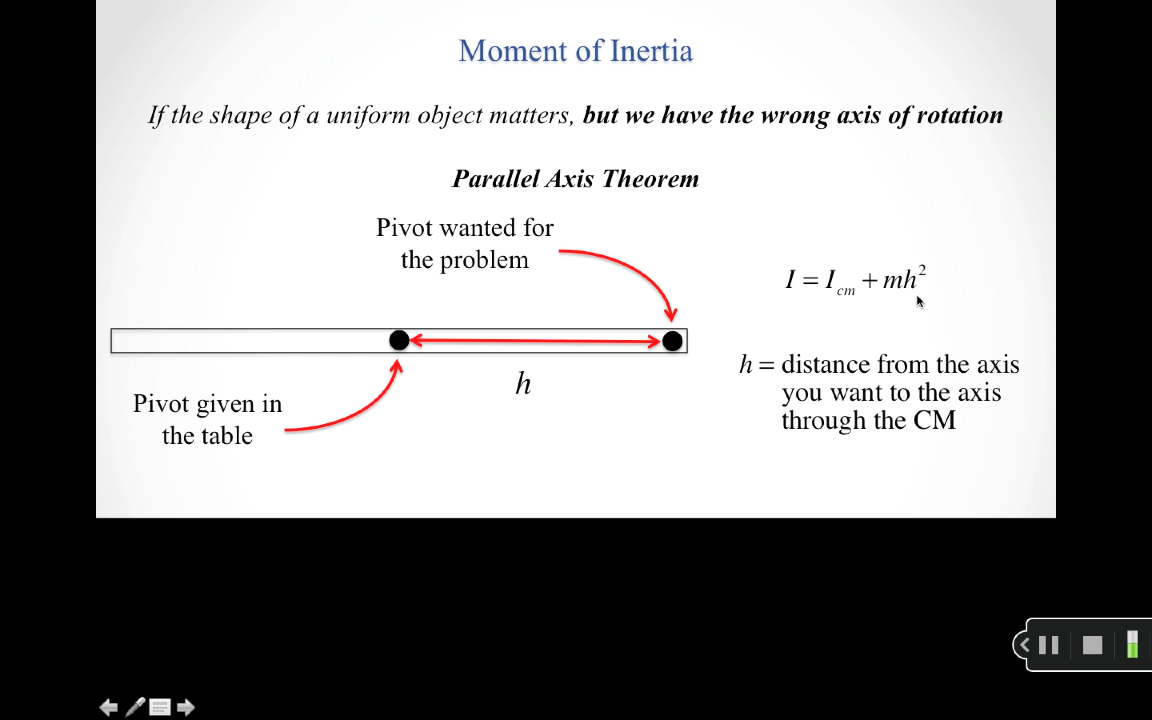 Moment of Inertia
If the shape of a uniform object matters, but we have the wrong axis of rotation
Parallel Axis Theorem
Pivot wanted for
the problem
I = I_cm + mh²
h
h = distance from the axis
you want to the axis
through the CM
Pivot given in
the table